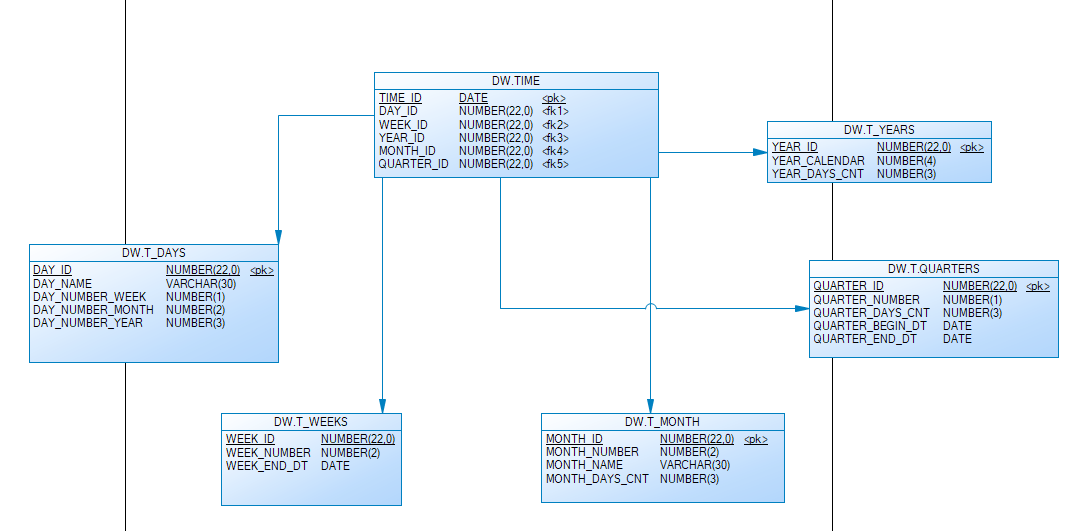 DW.TIME
TIME_ID DATE <pk>
DAY_ID NUMBER(22,0) <fk1>
WEEK_ID NUMBER(22,0) <fk2>
YEAR_ID NUMBER(22,0) <fk3>
MONTH_ID NUMBER(22,0) <fk4>
QUARTER_ID NUMBER(22,0) <fk5>
DW.T_YEARS
YEAR_ID NUMBER(22,0) <pk>
YEAR_CALENDAR NUMBER(4)
YEAR_DAYS_CNT NUMBER(3)
DW.T_DAYS
DAY_ID NUMBER(22,0) <pk>
DAY_NAME VARCHAR(30)
DAY_NUMBER_WEEK NUMBER(1)
DAY_NUMBER_MONTH NUMBER(2)
DAY_NUMBER_YEAR NUMBER(3)
DW.T.QUARTERS
QUARTER_ID NUMBER(22,0) <pk>
QUARTER_NUMBER NUMBER(1)
QUARTER_DAYS_CNT NUMBER(3)
QUARTER_BEGIN_DT DATE
QUARTER_END_DT DATE
DW.T_WEEKS
WEEK_ID NUMBER(22,0)
WEEK_NUMBER NUMBER(2)
WEEK_END_DT DATE
DW.T_MONTH
MONTH_ID NUMBER(22,0) <pk>
MONTH_NUMBER NUMBER(2)
MONTH_NAME VARCHAR(30)
MONTH_DAYS_CNT NUMBER(3)